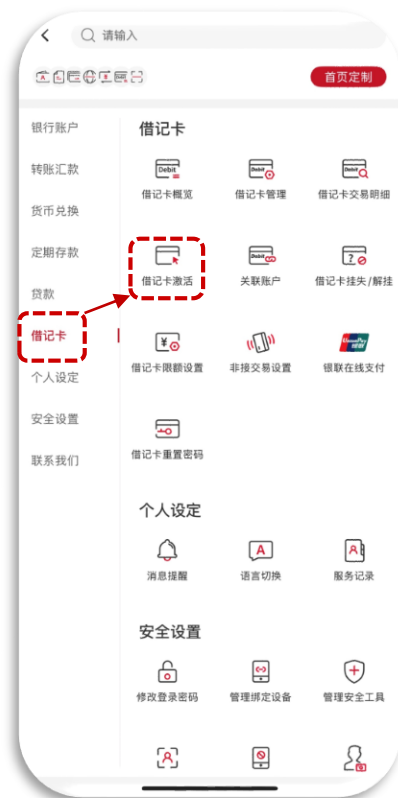 请输入
首页定制
银行账户
转账汇款
货币兑换
定期存款
贷款
借记卡
个人设定
安全设置
联系我们
借记卡
Debit
Debit
Debit
借记卡概览
借记卡管理
借记卡交易明细
Debit
借记卡激活
关联账户
借记卡挂失/解挂
借记卡限额设置
非接交易设置
银联在线支付
借记卡重置密码
个人设定
A
消息提醒
语言切换
服务记录
安全设置
修改登录密码
管理绑定设备
管理安全工具